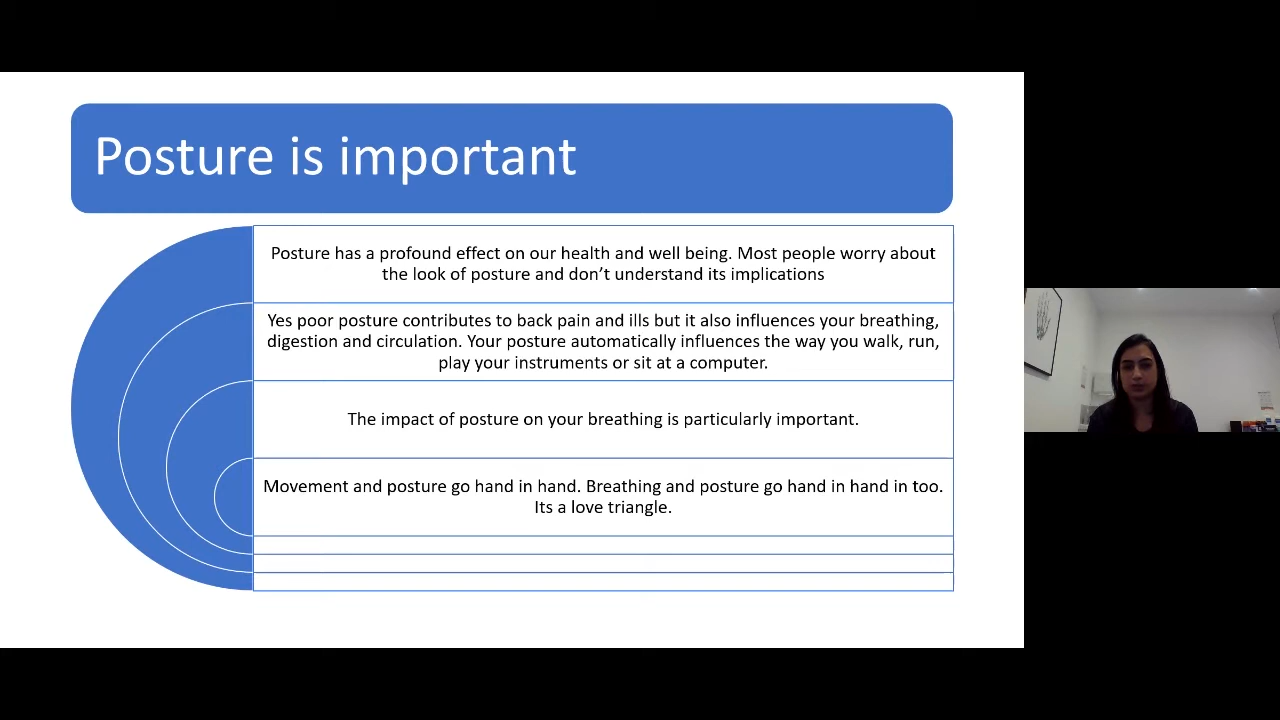 Posture is important
Posture has a profound effect on our health and well being. Most people worry about
the look of posture and don’t understand its implications
Yes poor posture contributes to back pain and ills but it also influences your breathing,
digestion and circulation. Your posture automatically influences the way you walk, run,
play your instruments or sit at a computer.
The impact of posture on your breathing is particularly important.
Movement and posture go hand in hand. Breathing and posture go hand in hand in too.
Its a love triangle.